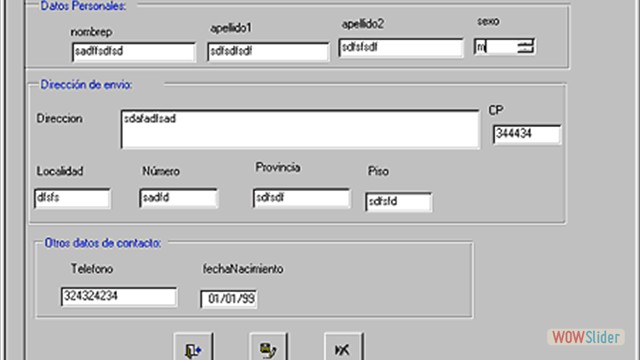 Datos Personales:
nombrep apellido1 apellido2 sexo
sadffsdfsd sdfsdfsdf sdfsfsdf m
Dirección de envio:
Direccion sdafadfsad CP
344434
Localidad Número Provincia Piso
dfsfs sadfd sdfsdf sdfsfd
Otros datos de contacto:
Telefono fechaNacimiento
324324234 01/01/99
WOWSlider